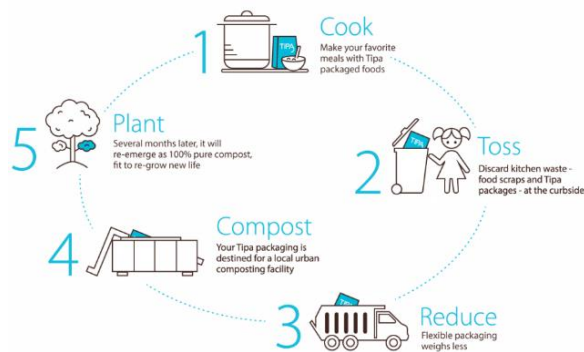 1
Cook
Make your favorite
meals with Tipa
packaged foods
TIPA
2
Toss
Discard kitchen waste -
food scraps and Tipa
packages - at the curbside
TIPA
3
Reduce
Flexible packaging
weighs less
TIPA
4
Compost
Your Tipa packaging is
destined for a local urban
composting facility
5
Plant
Several months later, it will
re-emerge as 100% pure compost,
fit to re-grow new life